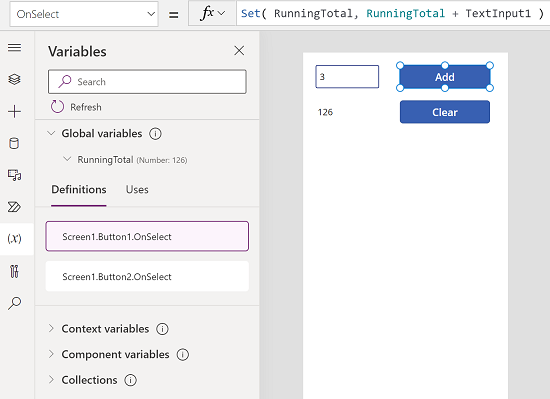 OnSelect = fx Set( RunningTotal, RunningTotal + TextInput1 )
Variables
Search
Refresh
Global variables
RunningTotal (Number: 126)
Definitions Uses
Screen1.Button1.OnSelect
Screen1.Button2.OnSelect
Context variables
Component variables
Collections
(x)
3 Add
126 Clear